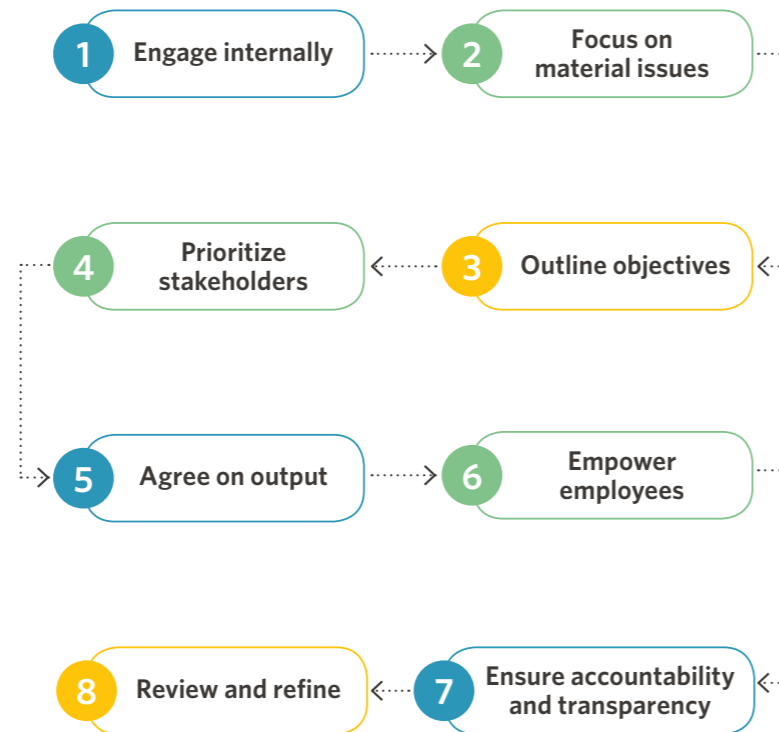 1
Engage internally
2
Focus on
material issues
3
Outline objectives
4
Prioritize
stakeholders
5
Agree on output
6
Empower
employees
7
Ensure accountability
and transparency
8
Review and refine